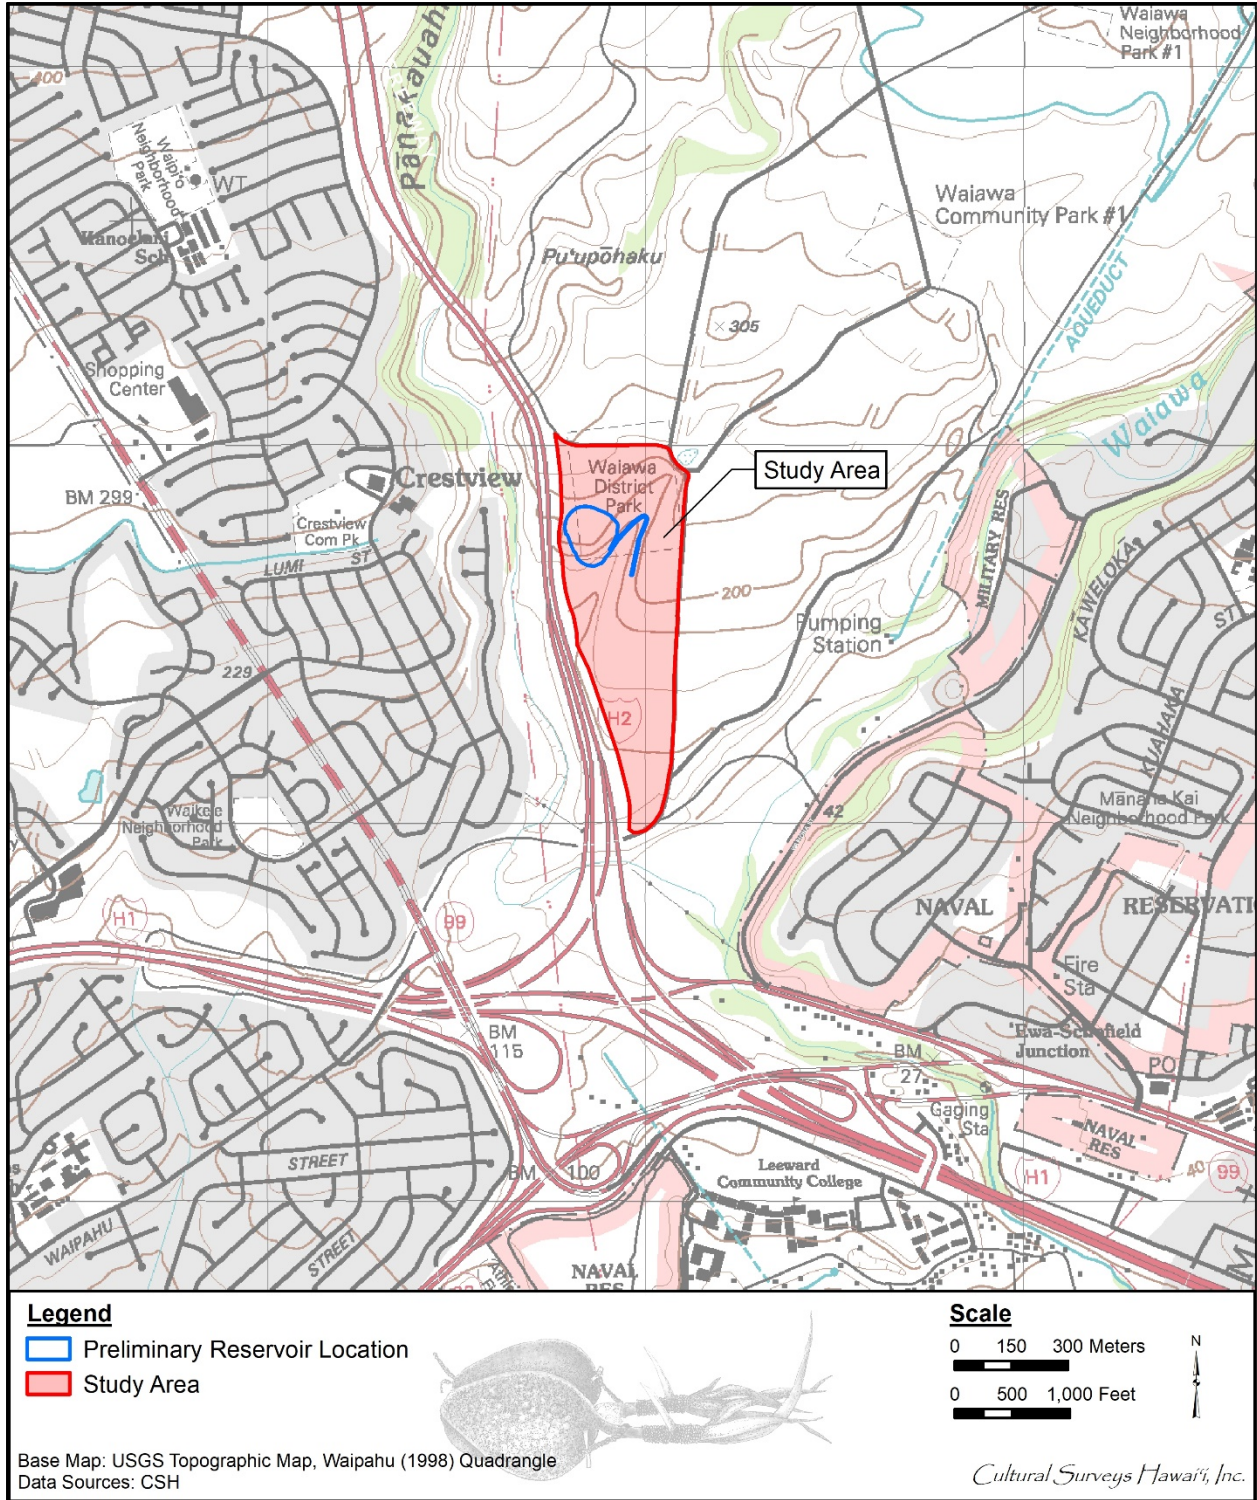 Waiawa
Neighborhood
Park #1
400
Waipi'o
Neighborhood
Park
WT
Kanoelani
Sch
Waiawa
Community Park #1
Pu'upōhaku
305
AQUEDUCT
Waiawa
Shopping
Center
Waiawa
District
Park
Study Area
BM 299
Crestview
Crestview
Com Pk
LUMI ST
MILITARY RES
KĀWELOKĀ
ST
200
Pumping
Station
229
H2
KUAHAKA
42
Mānana Kai
Neighborhood Park
Waikele
Neighborhood
Park
H1
99
NAVAL
Fire
Sta
BM
115
Ewa-Schofield
Junction
BM
27
PO
Gaging
Sta
NAVAL
RES
40
99
H1
STREET
BM 100
Leeward
Community College
WAIPAHU
STREET
NAVAL
RES
Legend
Preliminary Reservoir Location
Study Area
Scale
0 150 300 Meters
0 500 1,000 Feet
N
Base Map: USGS Topographic Map, Waipahu (1998) Quadrangle
Data Sources: CSH
Cultural Surveys Hawai'i, Inc.